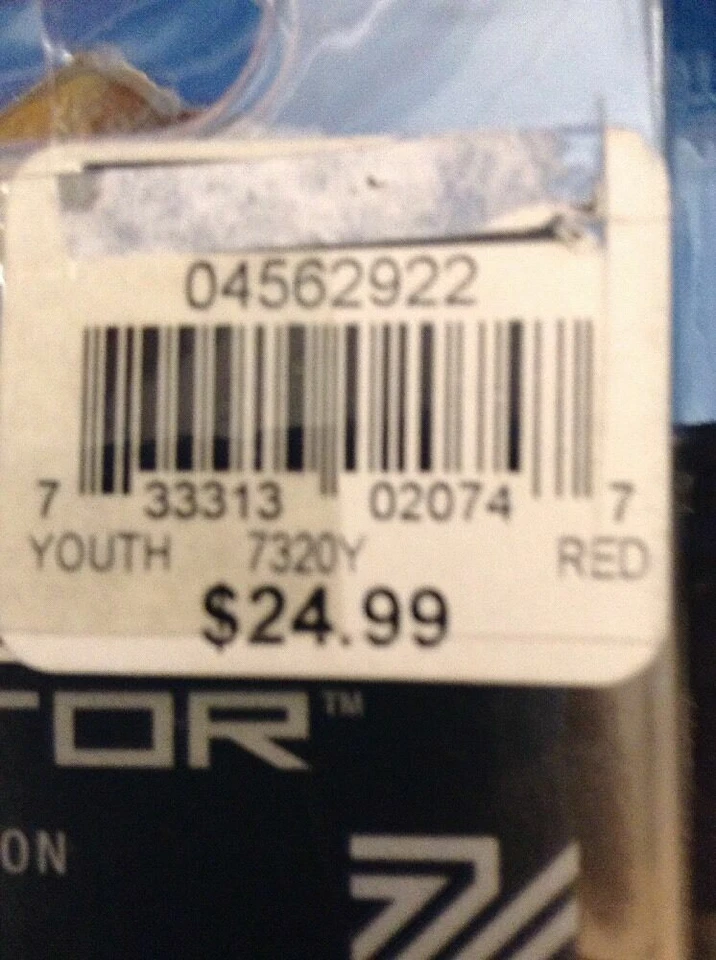 04562922
7 33313 02074 7
YOUTH 7320Y RED
$24.99
TOR™
ON